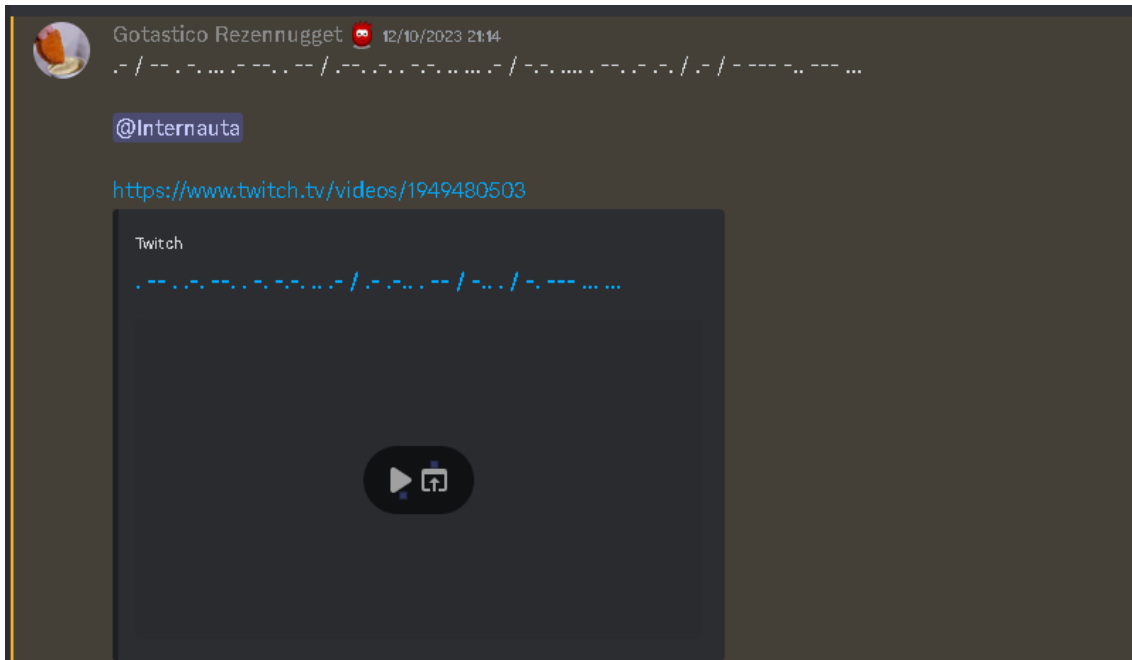 Gotastico Rezennugget 12/10/2023 21:14
.- / -- . -. ... .- --. . -- / .--. .-. . -.-. .. ... .- / -.-. .... . --. .- .-. / .- / - --- -.. --- ...
@Internauta
https://www.twitch.tv/videos/1949480503
Twitch
. -- . .-. --. . -. -.-. .. .- / .- .-.. . -- / -.. . / -. --- ... ...